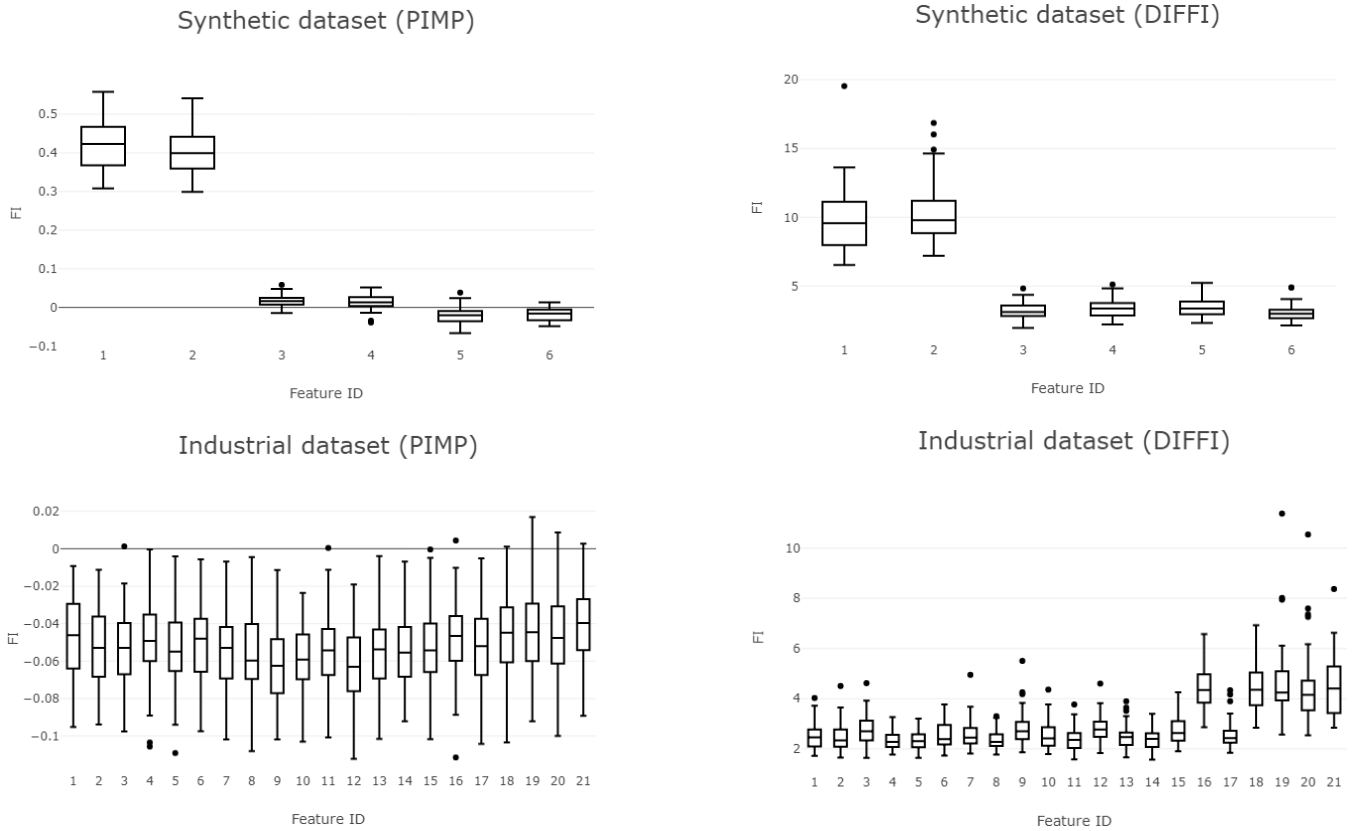 Synthetic dataset (PIMP)
0.5
0.4
0.3
0.2
0.1
0
−0.1
FI
1 2 3 4 5 6
Feature ID
Synthetic dataset (DIFFI)
20
15
10
5
FI
1 2 3 4 5 6
Feature ID
Industrial dataset (PIMP)
0.02
0
−0.02
−0.04
−0.06
−0.08
−0.1
FI
1 2 3 4 5 6 7 8 9 10 11 12 13 14 15 16 17 18 19 20 21
Feature ID
Industrial dataset (DIFFI)
10
8
6
4
2
FI
1 2 3 4 5 6 7 8 9 10 11 12 13 14 15 16 17 18 19 20 21
Feature ID